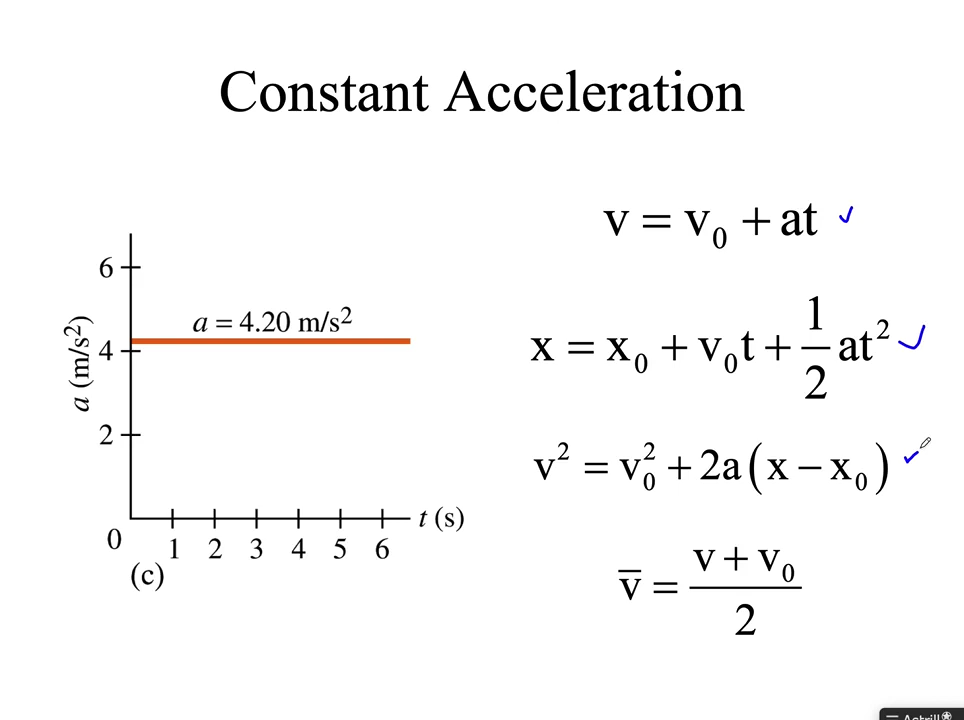 Constant Acceleration
v = v₀ + at
x = x₀ + v₀t + 1/2 at²
v² = v₀² + 2a(x − x₀)
v̄ = (v + v₀)/2
a (m/s²)
6
4
2
0
a = 4.20 m/s²
1 2 3 4 5 6
t (s)
(c)